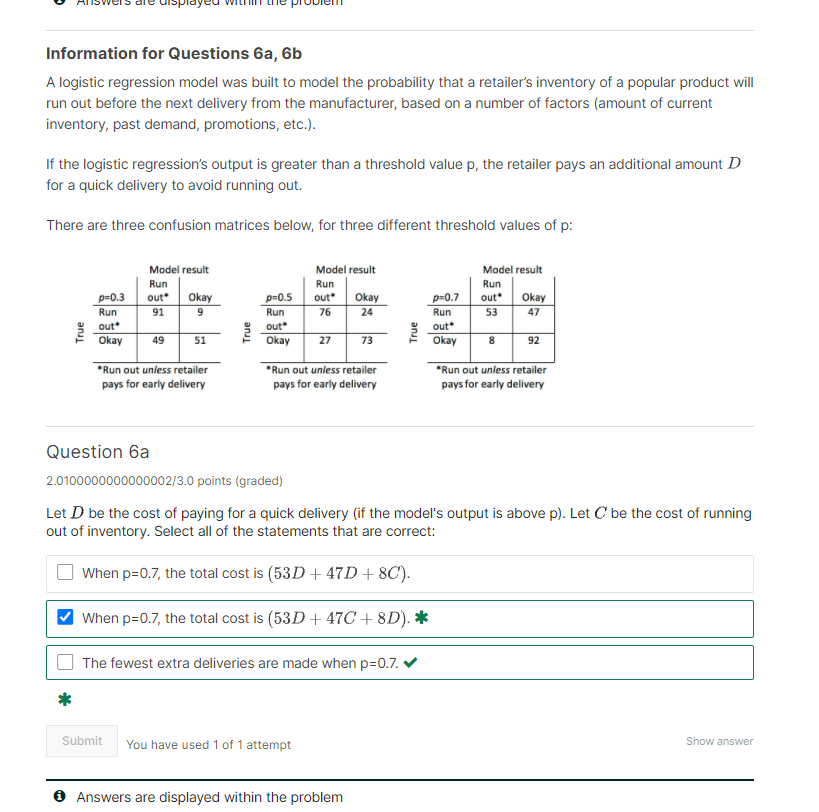 Answers are displayed within the problem
Information for Questions 6a, 6b
A logistic regression model was built to model the probability that a retailer's inventory of a popular product will
run out before the next delivery from the manufacturer, based on a number of factors (amount of current
inventory, past demand, promotions, etc.).
If the logistic regression's output is greater than a threshold value p, the retailer pays an additional amount D
for a quick delivery to avoid running out.
There are three confusion matrices below, for three different threshold values of p:
Model result
Run
p=0.3 out* Okay
Run 91 9
out*
True
Okay 49 51
*Run out unless retailer
pays for early delivery
Model result
Run
p=0.5 out* Okay
Run 76 24
out*
True
Okay 27 73
*Run out unless retailer
pays for early delivery
Model result
Run
p=0.7 out* Okay
Run 53 47
out*
True
Okay 8 92
*Run out unless retailer
pays for early delivery
Question 6a
2.0100000000000002/3.0 points (graded)
Let D be the cost of paying for a quick delivery (if the model's output is above p). Let C be the cost of running
out of inventory. Select all of the statements that are correct:
When p=0.7, the total cost is (53D + 47D + 8C).
When p=0.7, the total cost is (53D + 47C + 8D). ✱
The fewest extra deliveries are made when p=0.7. ✔
✱
Submit You have used 1 of 1 attempt Show answer
Answers are displayed within the problem